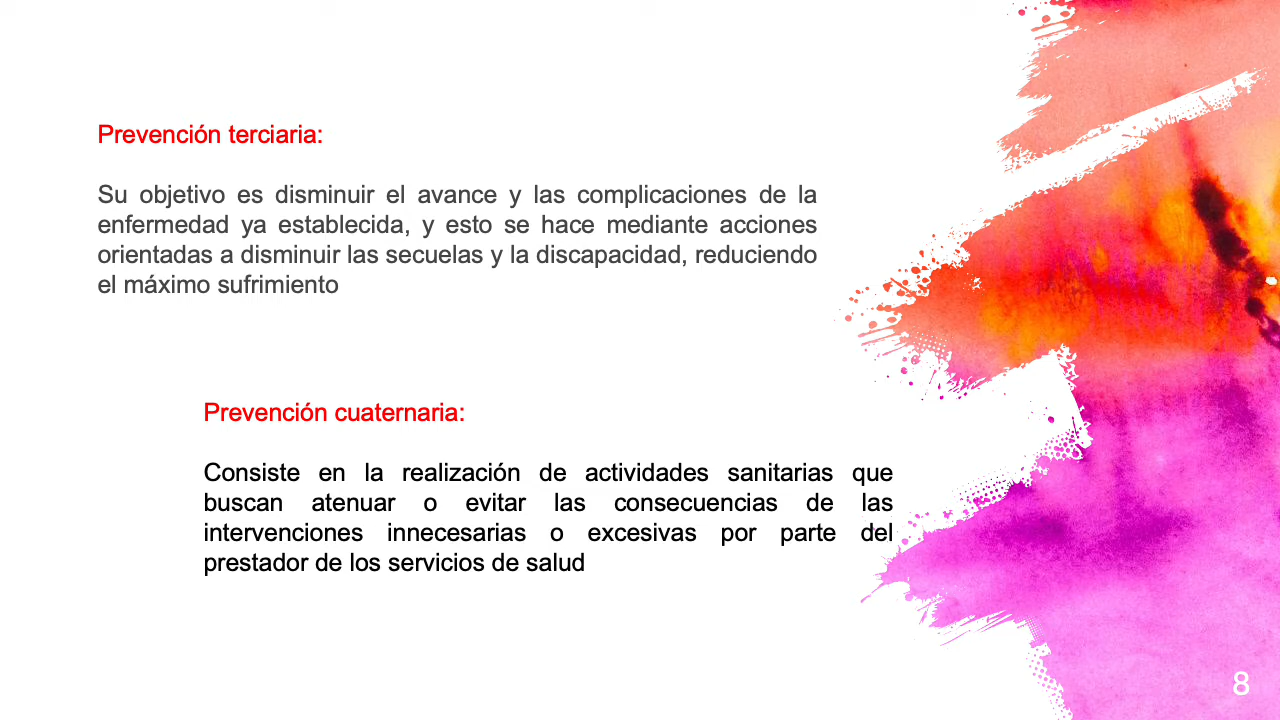 Prevención terciaria:
Su objetivo es disminuir el avance y las complicaciones de la
enfermedad ya establecida, y esto se hace mediante acciones
orientadas a disminuir las secuelas y la discapacidad, reduciendo
el máximo sufrimiento
Prevención cuaternaria:
Consiste en la realización de actividades sanitarias que
buscan atenuar o evitar las consecuencias de las
intervenciones innecesarias o excesivas por parte del
prestador de los servicios de salud
8